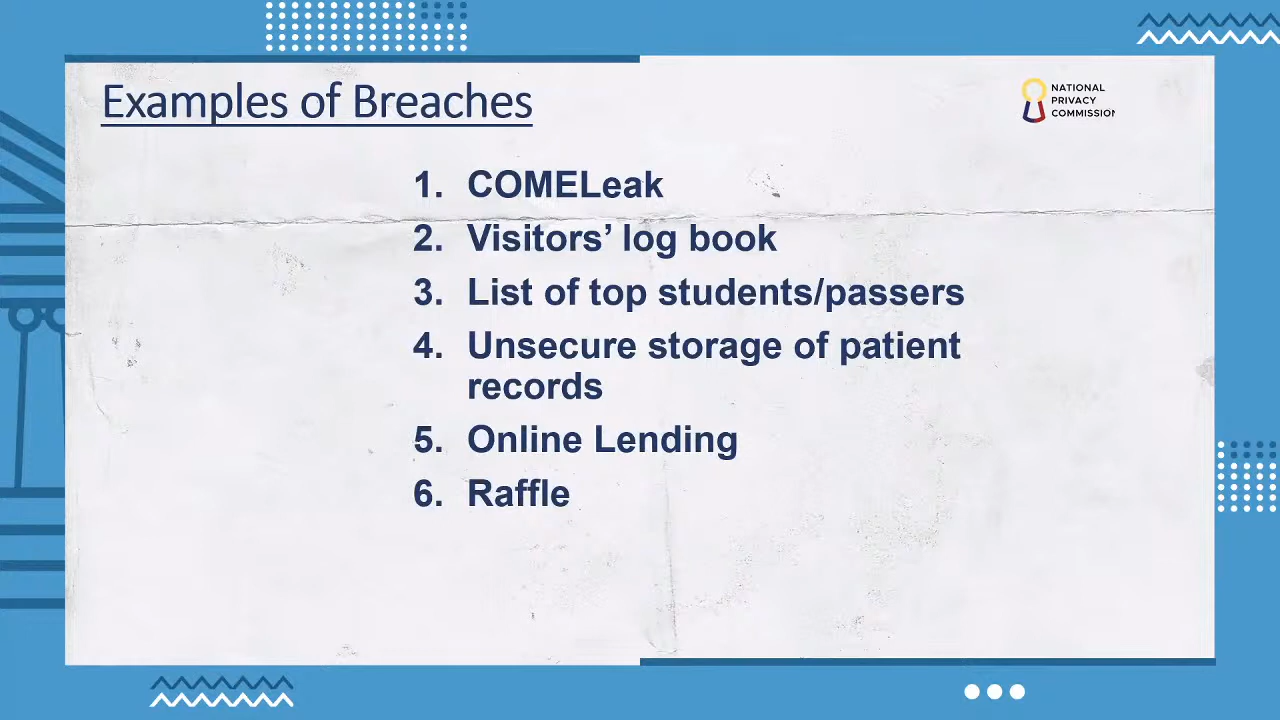 Examples of Breaches
NATIONAL
PRIVACY
COMMISSION
1. COMELeak
2. Visitors’ log book
3. List of top students/passers
4. Unsecure storage of patient
records
5. Online Lending
6. Raffle